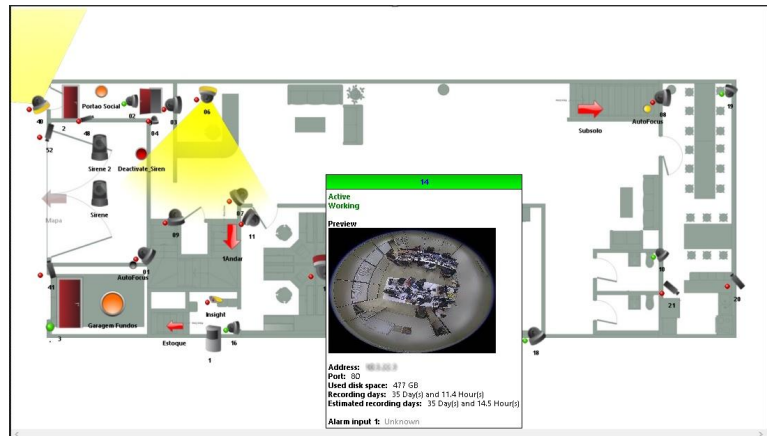 Portao Social
40
02
03
06
08
19
AutoFocus
2
48
04
Subsolo
52
Sirene 2
Deactivate_Siren
14
Active
Working
Sirene
Mapa
07
Preview
09
11
1Andar
01
AutoFocus
10
41
20
21
Insight
Garagem Fundos
3
Estoque
16
18
1
Address:
Port: 80
Used disk space: 477 GB
Recording days: 35 Day(s) and 11.4 Hour(s)
Estimated recording days: 35 Day(s) and 14.5 Hour(s)
Alarm input 1: Unknown